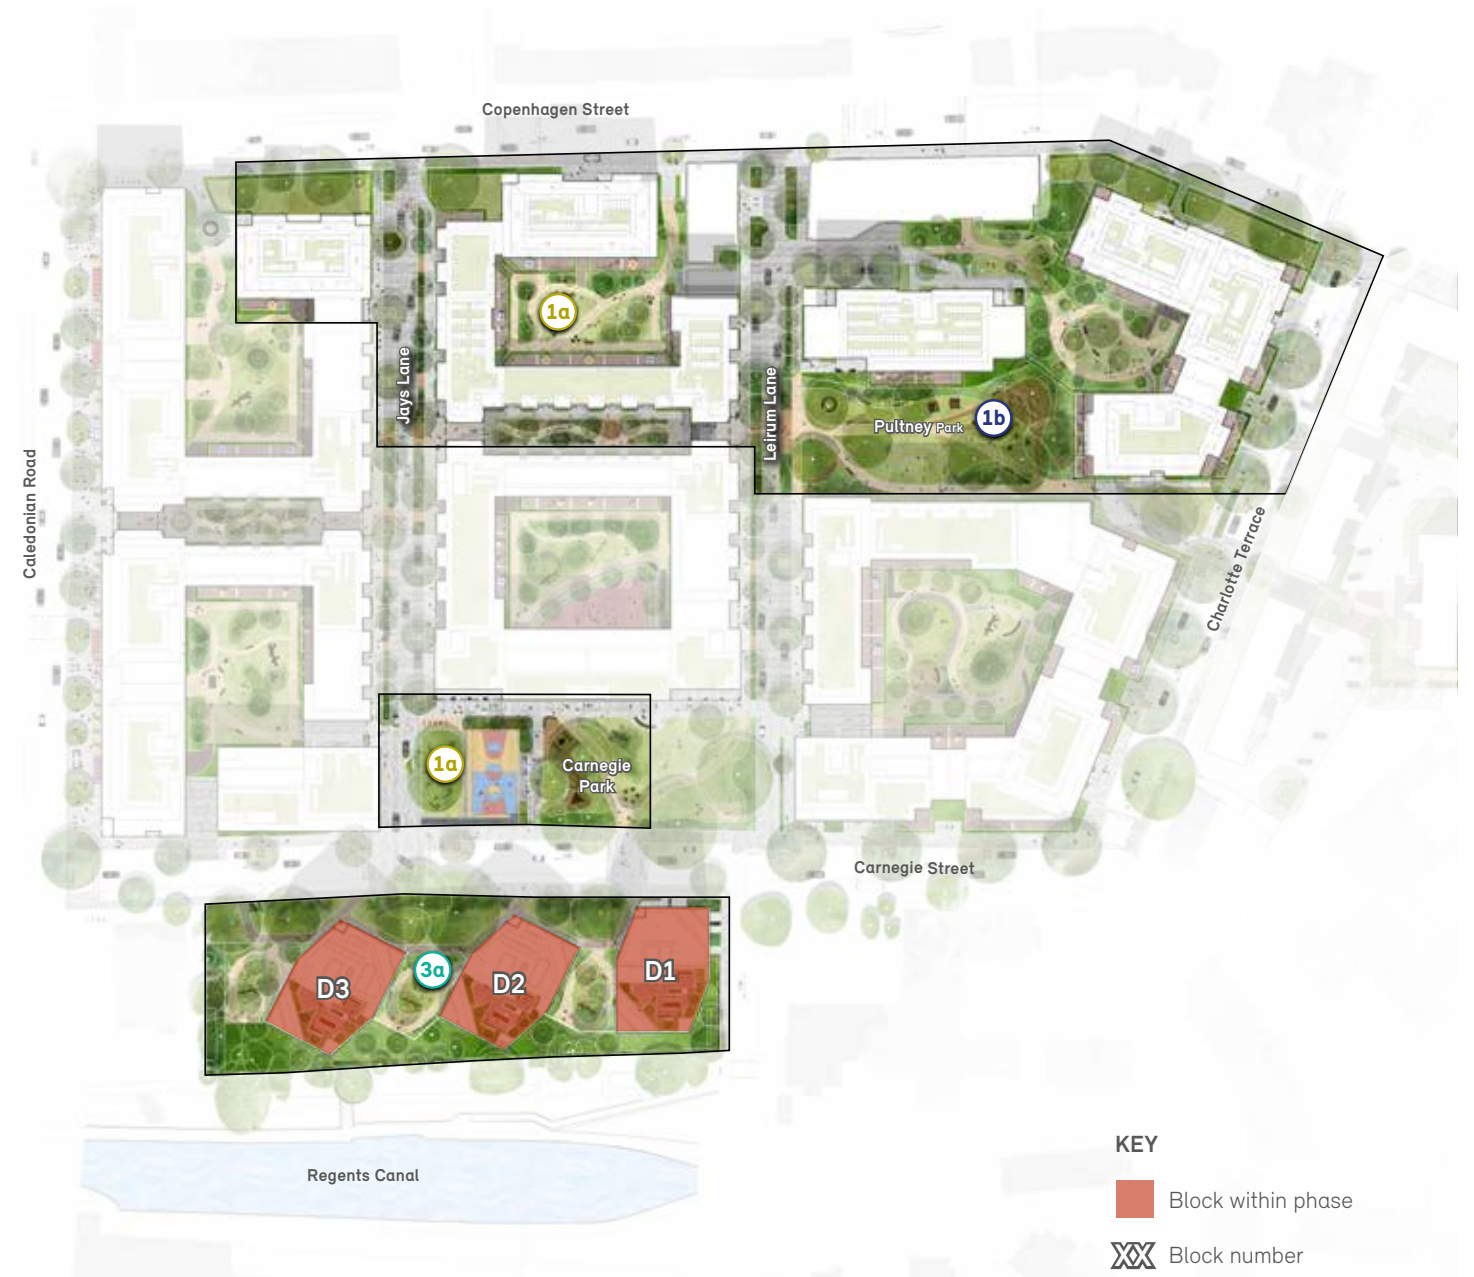 Copenhagen Street
1a
Jays Lane
Leirum Lane
Pultney Park
1b
Caledonian Road
Charlotte Terrace
1a
Carnegie
Park
Carnegie Street
D3
3a
D2
D1
Regents Canal
KEY
Block within phase
XX Block number